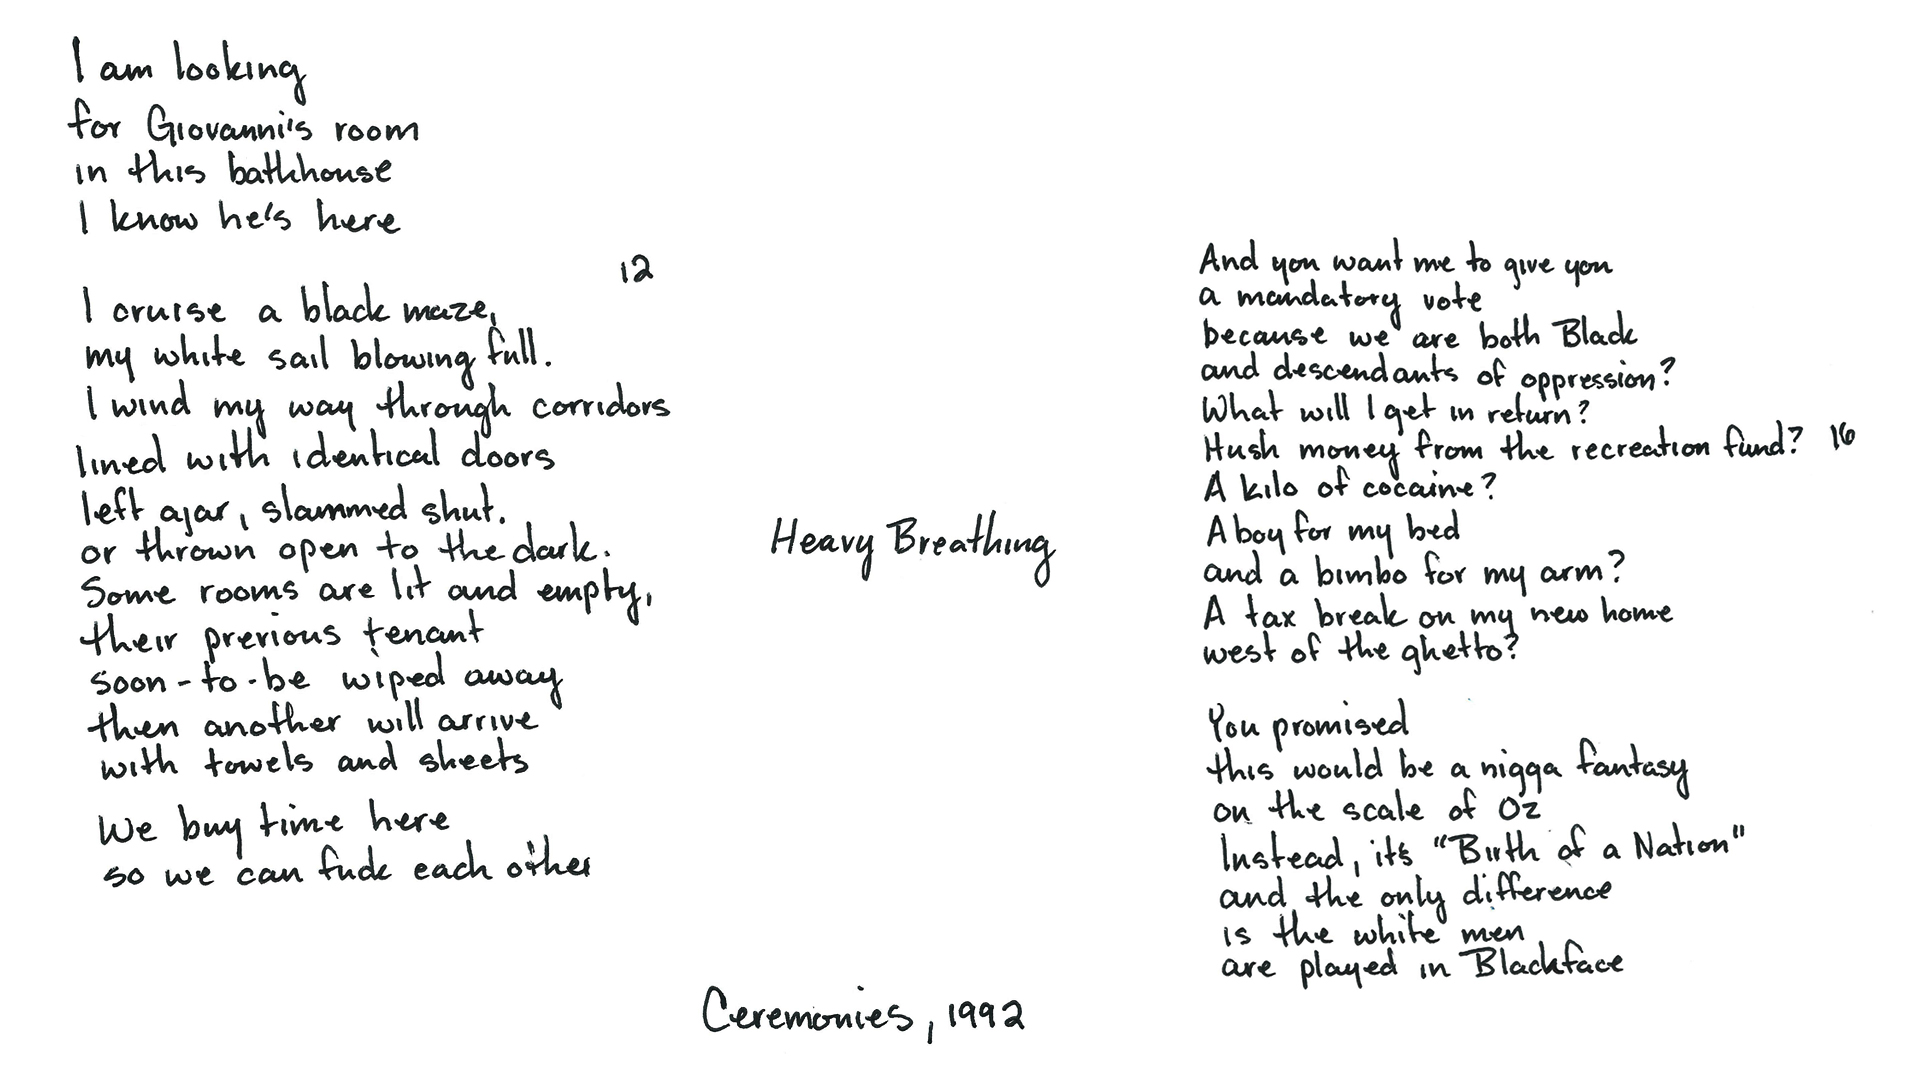 I am looking
for Giovanni's room
in this bathhouse
I know he's here
12
I cruise a black maze,
my white sail blowing full.
I wind my way through corridors
lined with identical doors
left ajar, slammed shut.
or thrown open to the dark.
Some rooms are lit and empty,
their previous tenant
soon-to-be wiped away
then another will arrive
with towels and sheets
We buy time here
so we can fuck each other
Heavy Breathing
Ceremonies, 1992
And you want me to give you
a mandatory vote
because we are both Black
and descendants of oppression?
What will I get in return?
Hush money from the recreation fund? 16
A kilo of cocaine?
A boy for my bed
and a bimbo for my arm?
A tax break on my new home
west of the ghetto?
You promised
this would be a nigga fantasy
on the scale of Oz
Instead, it's "Birth of a Nation"
and the only difference
is the white men
are played in Blackface